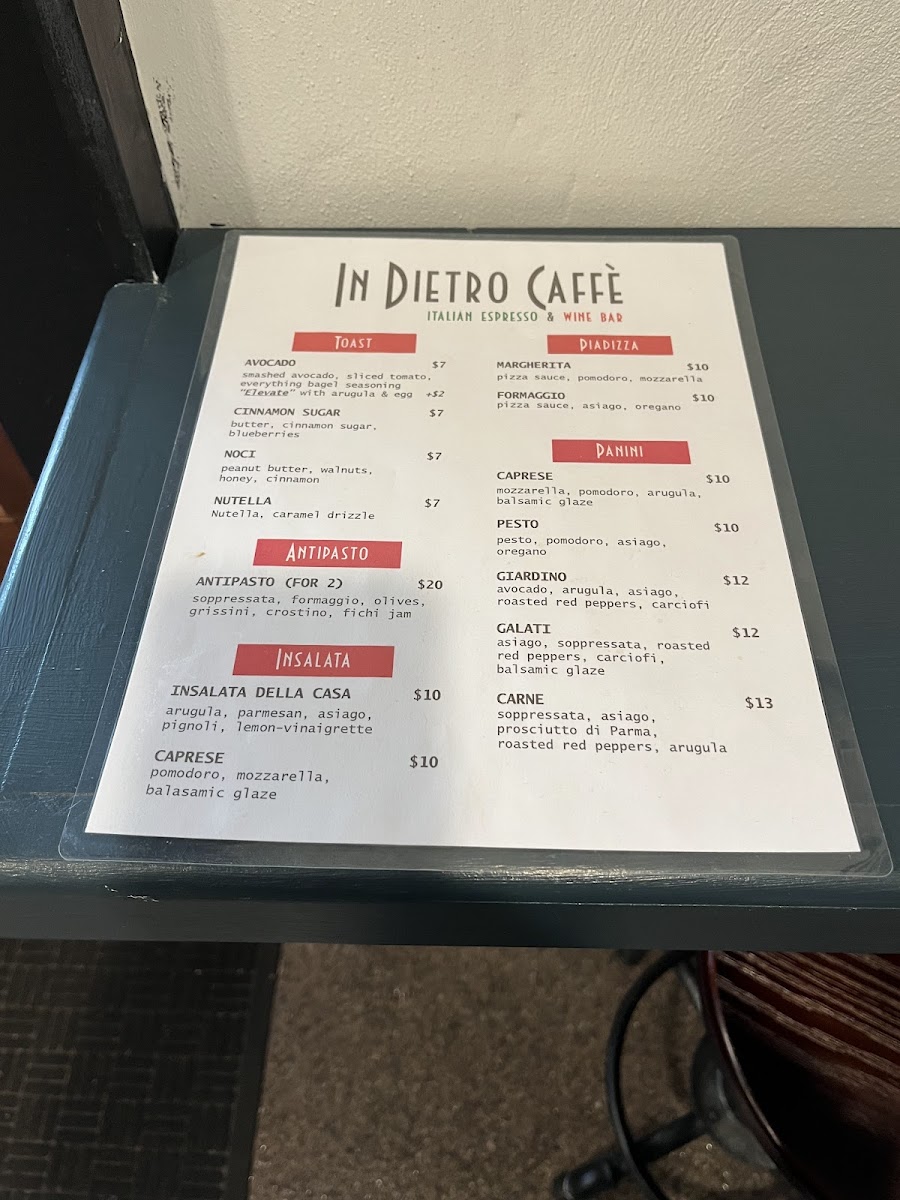 IN DIETRO CAFFÈ
ITALIAN ESPRESSO & WINE BAR
TOAST
AVOCADO $7
smashed avocado, sliced tomato,
everything bagel seasoning
"Elevate" with arugula & egg +$2
CINNAMON SUGAR $7
butter, cinnamon sugar,
blueberries
NOCI $7
peanut butter, walnuts,
honey, cinnamon
NUTELLA $7
Nutella, caramel drizzle
ANTIPASTO
ANTIPASTO (FOR 2) $20
soppressata, formaggio, olives,
grissini, crostino, fichi jam
INSALATA
INSALATA DELLA CASA $10
arugula, parmesan, asiago,
pignoli, lemon-vinaigrette
CAPRESE $10
pomodoro, mozzarella,
balasamic glaze
PIADIZZA
MARGHERITA $10
pizza sauce, pomodoro, mozzarella
FORMAGGIO $10
pizza sauce, asiago, oregano
PANINI
CAPRESE $10
mozzarella, pomodoro, arugula,
balsamic glaze
PESTO $10
pesto, pomodoro, asiago,
oregano
GIARDINO $12
avocado, arugula, asiago,
roasted red peppers, carciofi
GALATI $12
asiago, soppressata, roasted
red peppers, carciofi,
balsamic glaze
CARNE $13
soppressata, asiago,
prosciutto di Parma,
roasted red peppers, arugula